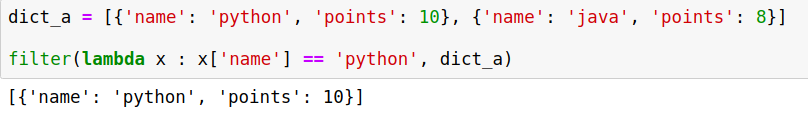 dict_a = [{'name': 'python', 'points': 10}, {'name': 'java', 'points': 8}]
filter(lambda x : x['name'] == 'python', dict_a)
[{'name': 'python', 'points': 10}]